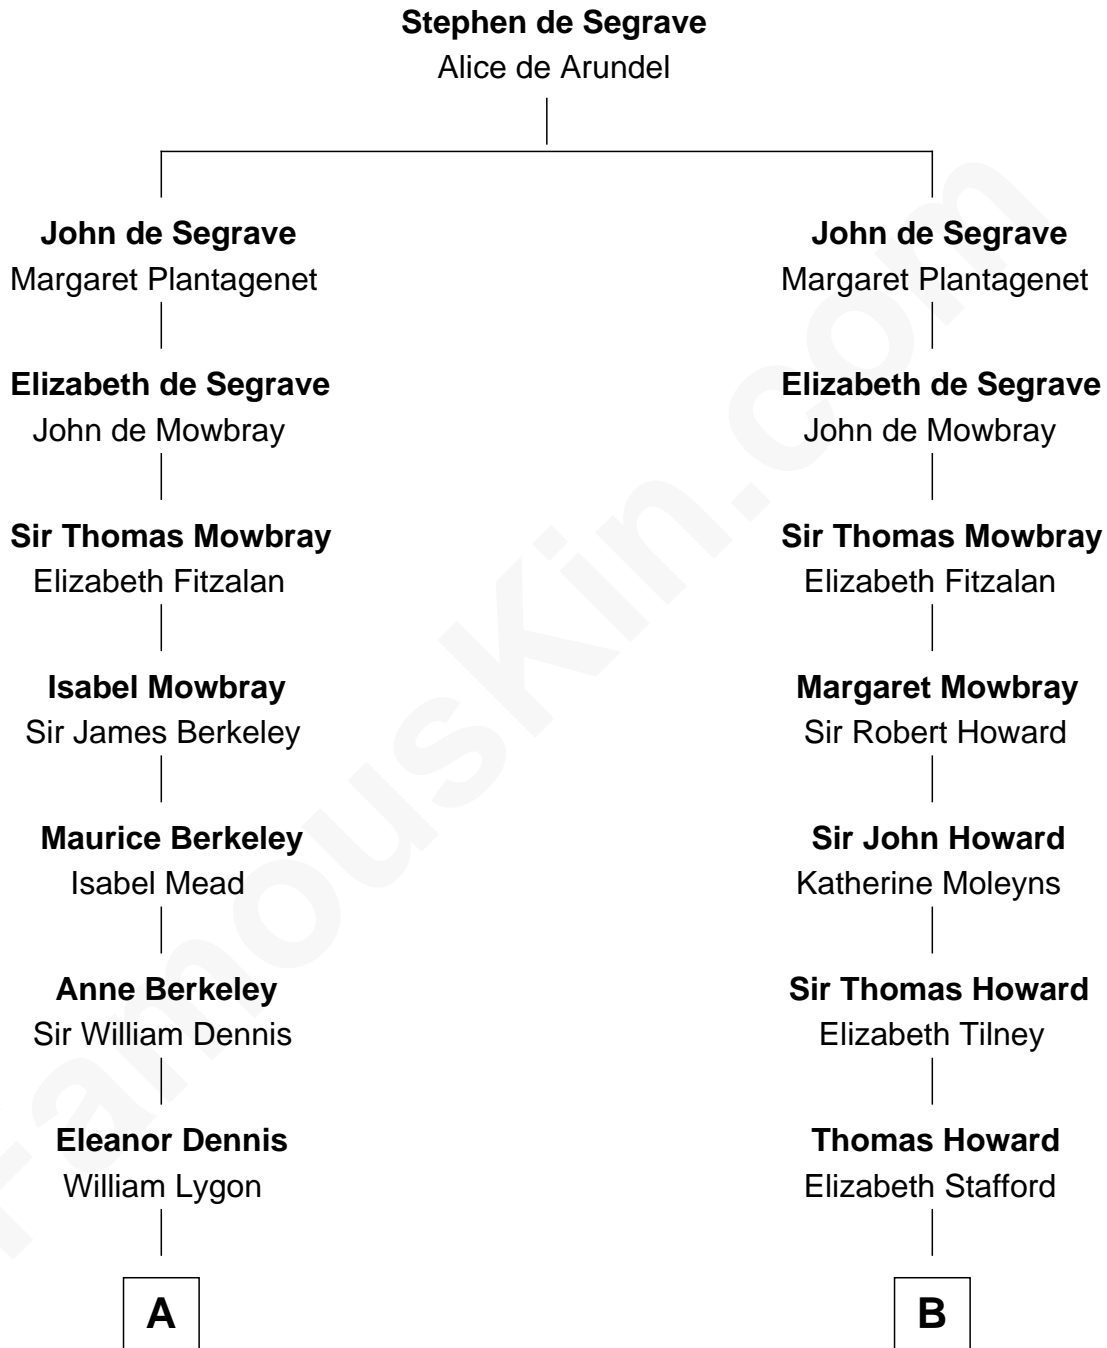 Stephen de Segrave
Alice de Arundel
John de Segrave
Margaret Plantagenet
John de Segrave
Margaret Plantagenet
Elizabeth de Segrave
John de Mowbray
Elizabeth de Segrave
John de Mowbray
Sir Thomas Mowbray
Elizabeth Fitzalan
Sir Thomas Mowbray
Elizabeth Fitzalan
Isabel Mowbray
Sir James Berkeley
Margaret Mowbray
Sir Robert Howard
Maurice Berkeley
Isabel Mead
Sir John Howard
Katherine Moleyns
Anne Berkeley
Sir William Dennis
Sir Thomas Howard
Elizabeth Tilney
Eleanor Dennis
William Lygon
Thomas Howard
Elizabeth Stafford
A
B
FamousKin.com